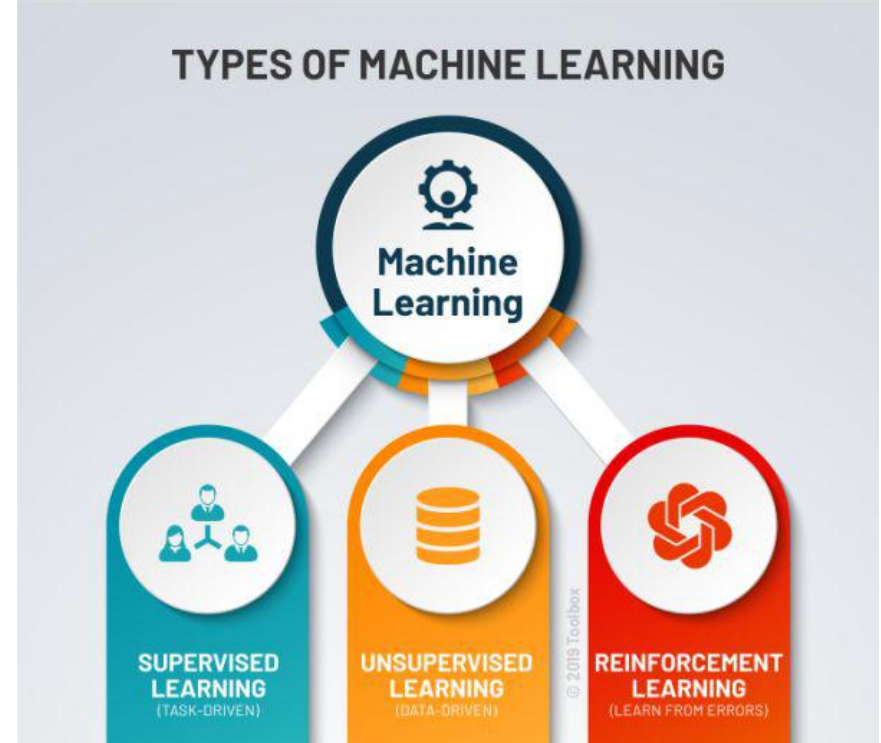 TYPES OF MACHINE LEARNING
Machine
Learning
SUPERVISED
LEARNING
(TASK-DRIVEN)
UNSUPERVISED
LEARNING
(DATA-DRIVEN)
© 2019 Toolbox
REINFORCEMENT
LEARNING
(LEARN FROM ERRORS)